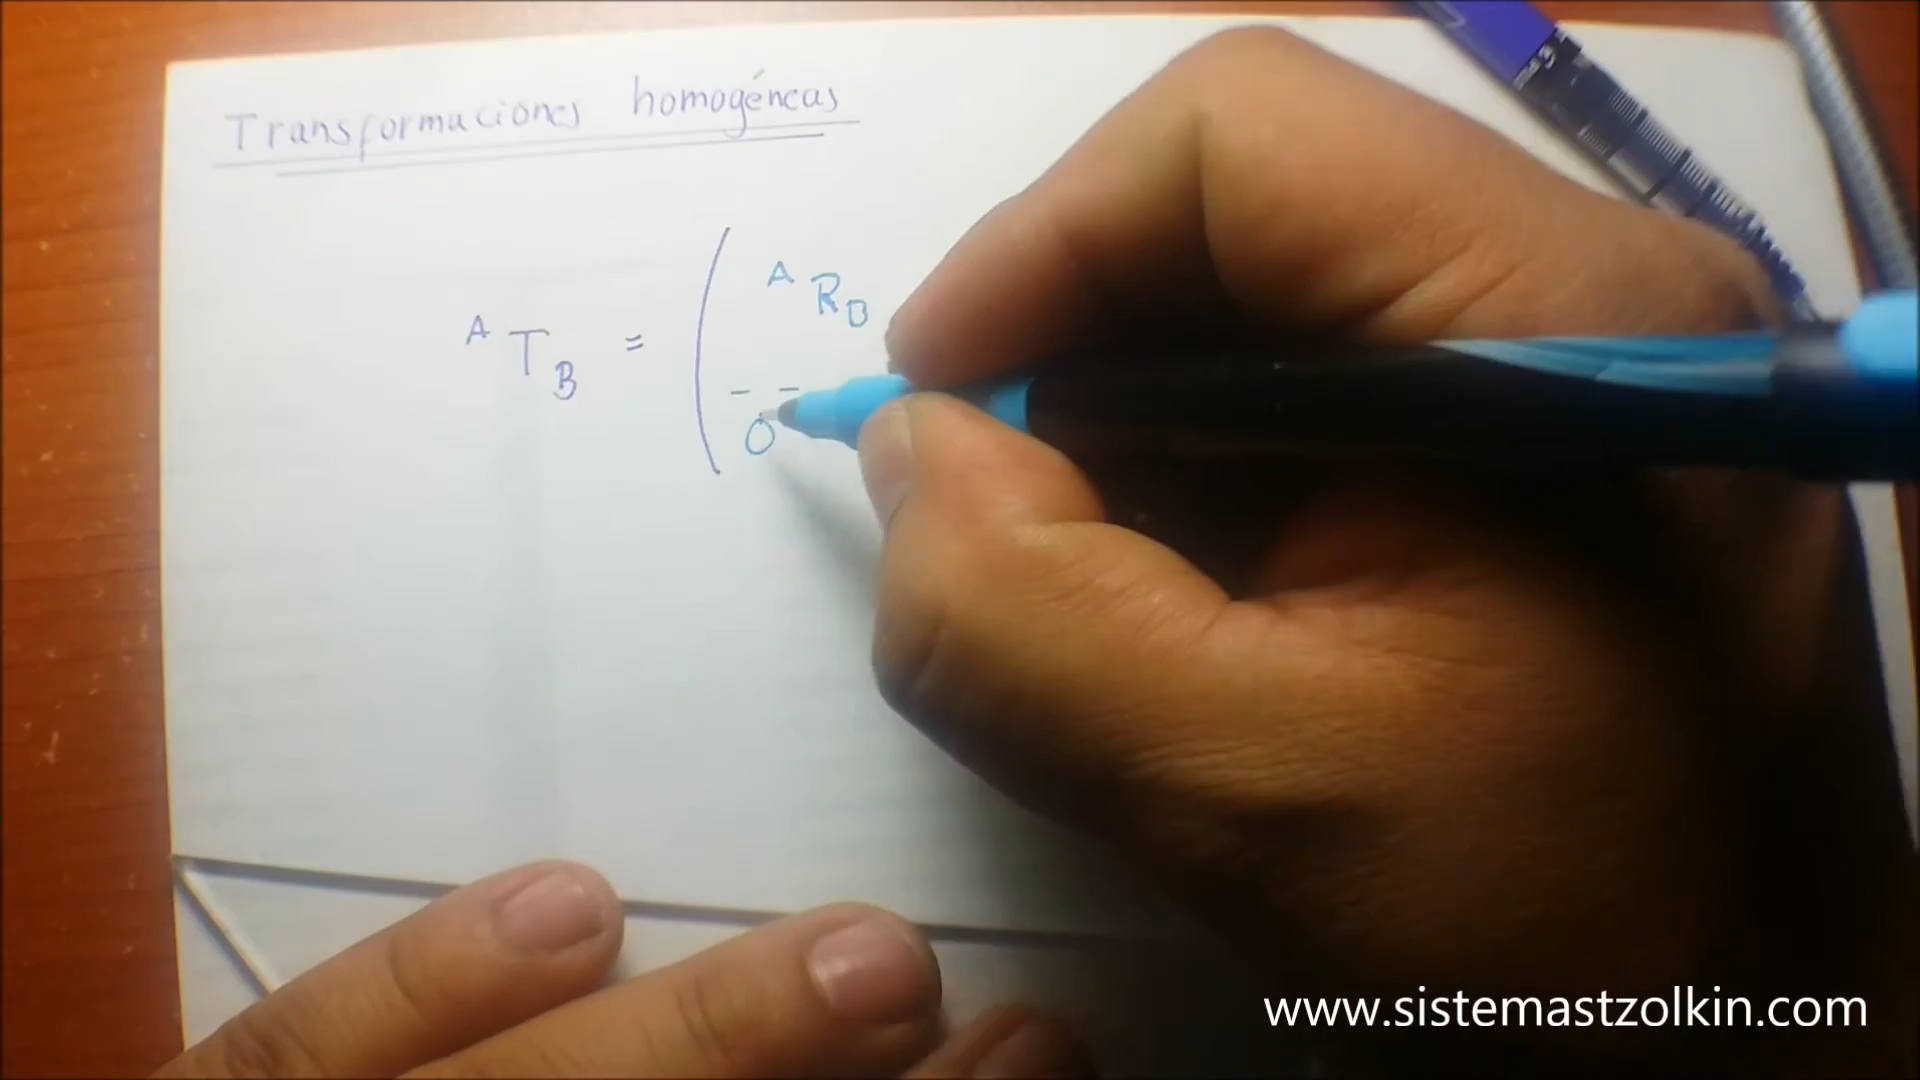 Transformaciones homogéneas
A T B = ( A R B
- -
0
www.sistemastzolkin.com